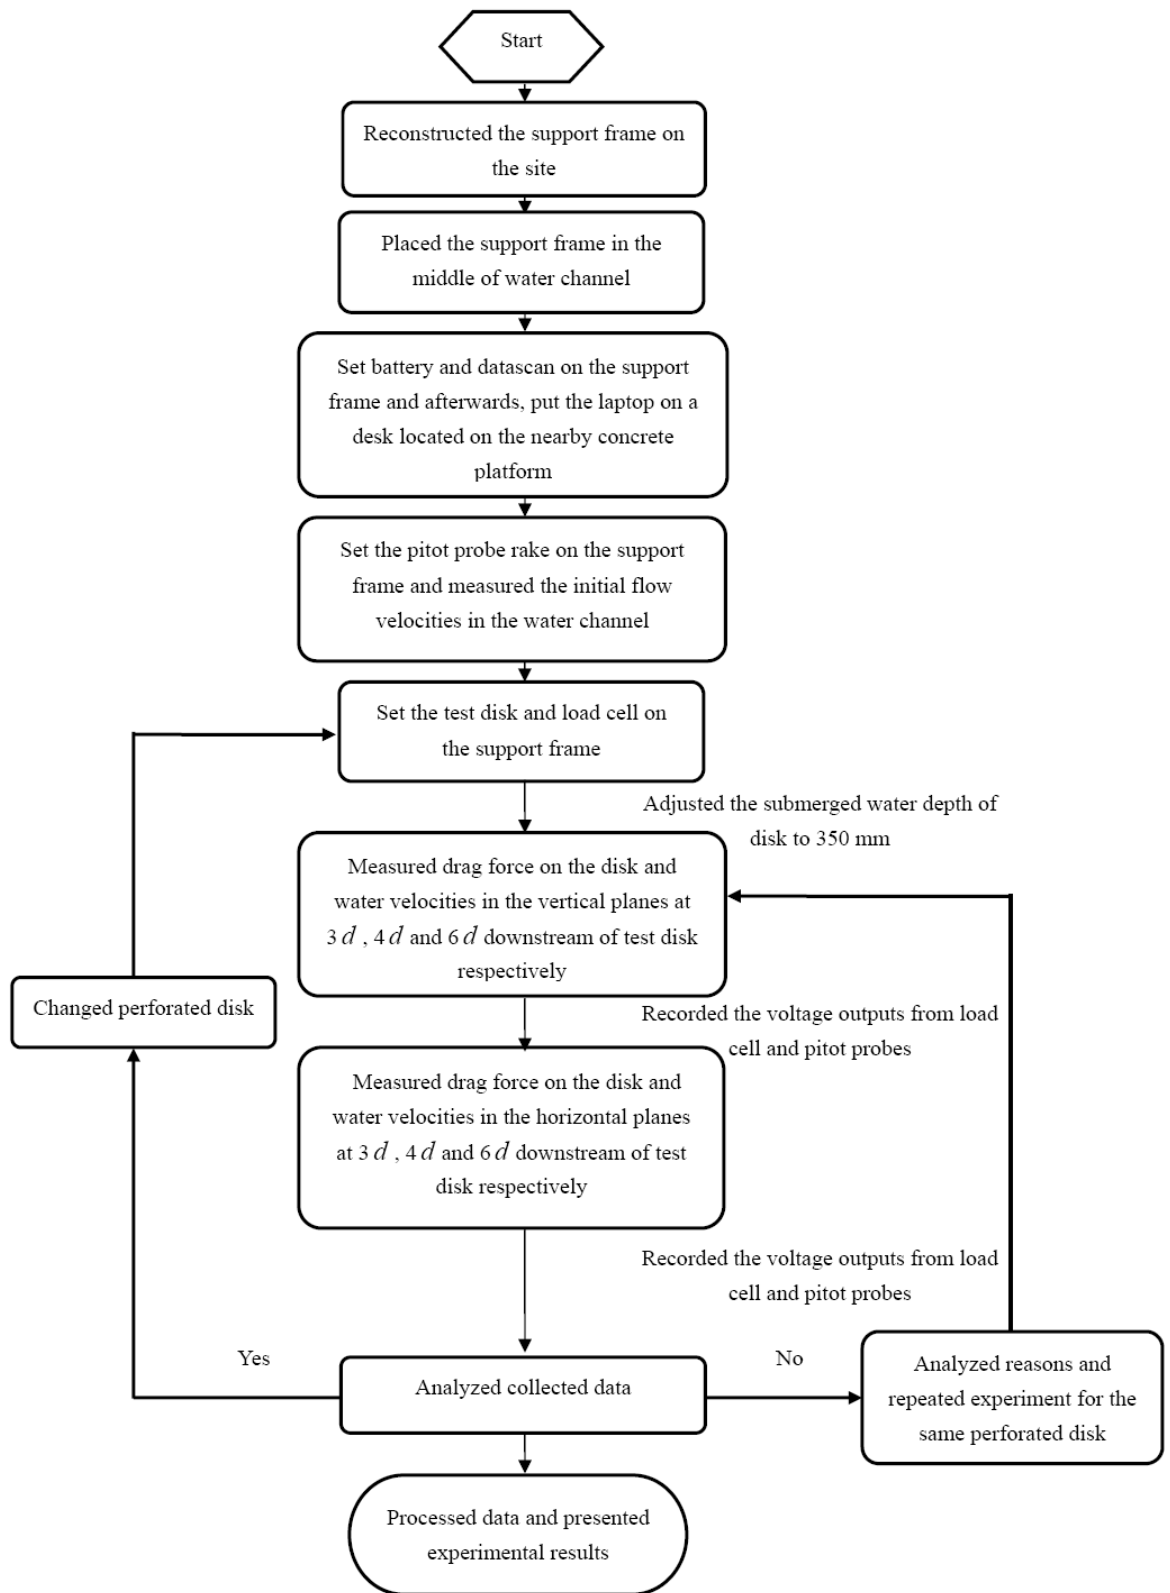 Start
Reconstructed the support frame on
the site
Placed the support frame in the
middle of water channel
Set battery and datascan on the support
frame and afterwards, put the laptop on a
desk located on the nearby concrete
platform
Set the pitot probe rake on the support
frame and measured the initial flow
velocities in the water channel
Set the test disk and load cell on
the support frame
Adjusted the submerged water depth of
disk to 350 mm
Measured drag force on the disk and
water velocities in the vertical planes at
3 d , 4 d and 6 d downstream of test disk
respectively
Changed perforated disk
Recorded the voltage outputs from load
cell and pitot probes
Measured drag force on the disk and
water velocities in the horizontal planes
at 3 d , 4 d and 6 d downstream of test
disk respectively
Recorded the voltage outputs from load
cell and pitot probes
Yes
Analyzed collected data
No
Analyzed reasons and
repeated experiment for the
same perforated disk
Processed data and presented
experimental results